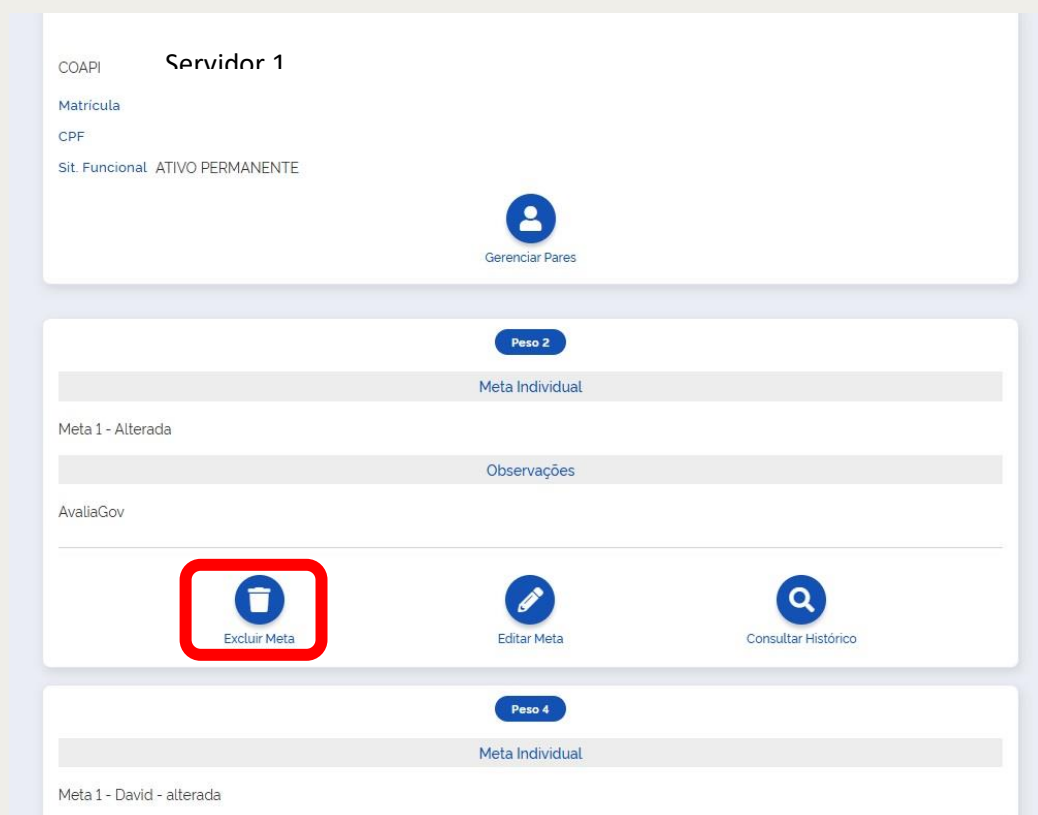 COAPI Servidor 1
Matrícula
CPF
Sit. Funcional ATIVO PERMANENTE
Gerenciar Pares
Peso 2
Meta Individual
Meta 1 - Alterada
Observações
AvaliaGov
Excluir Meta Editar Meta Consultar Histórico
Peso 4
Meta Individual
Meta 1 - David - alterada